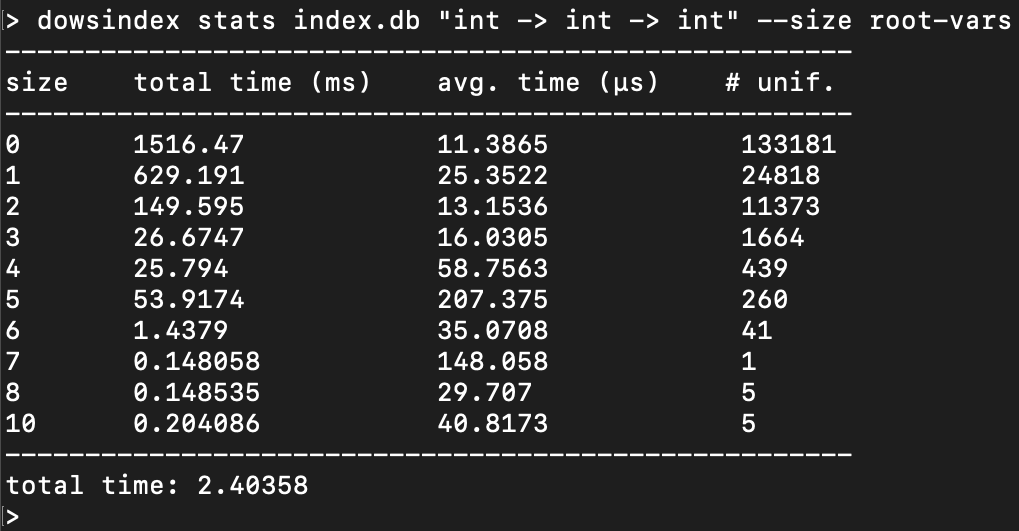 > dowsindex stats index.db "int -> int -> int" --size root-vars
-----------------------------------------------------
size    total time (ms)    avg. time (µs)    # unif.
-----------------------------------------------------
0       1516.47            11.3865            133181
1       629.191            25.3522            24818
2       149.595            13.1536            11373
3       26.6747            16.0305            1664
4       25.794             58.7563            439
5       53.9174            207.375            260
6       1.4379             35.0708            41
7       0.148058           148.058            1
8       0.148535           29.707             5
10      0.204086           40.8173            5
-----------------------------------------------------
total time: 2.40358
>